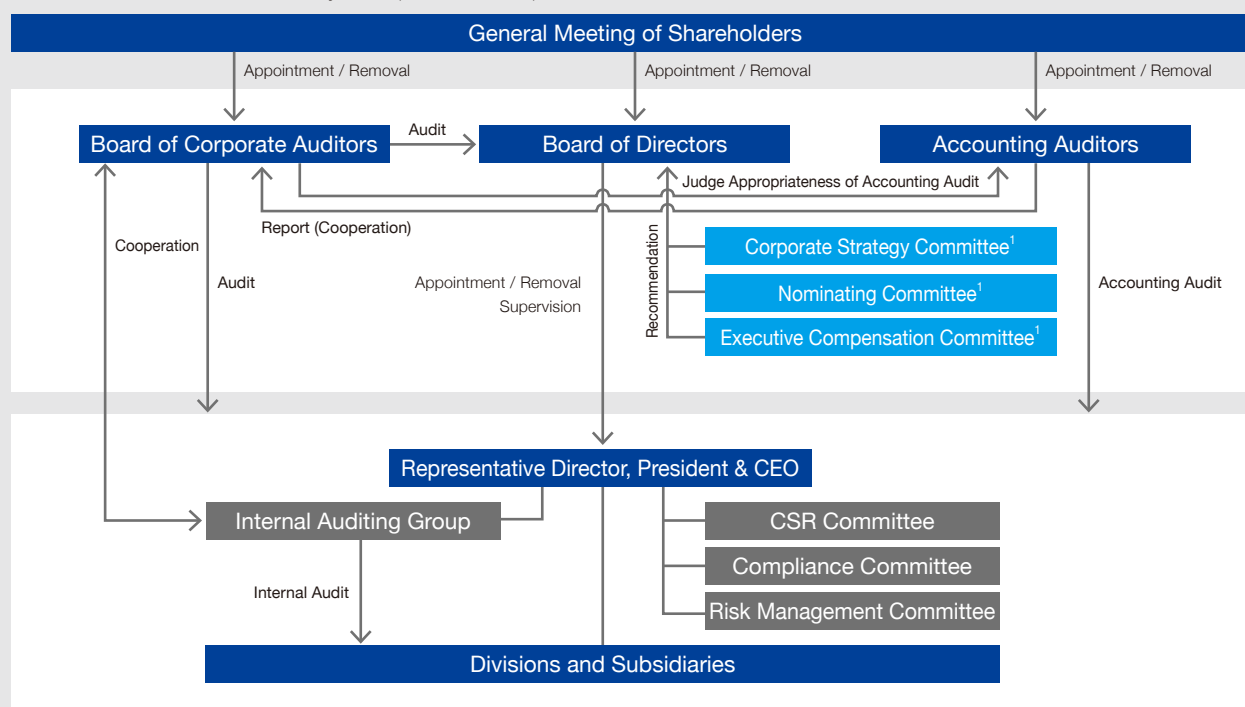 General Meeting of Shareholders
Appointment / Removal
Appointment / Removal
Appointment / Removal
Board of Corporate Auditors
Audit
Board of Directors
Accounting Auditors
Judge Appropriateness of Accounting Audit
Report (Cooperation)
Cooperation
Audit
Appointment / Removal
Supervision
Recommendation
Corporate Strategy Committee1
Nominating Committee1
Executive Compensation Committee1
Accounting Audit
Representative Director, President & CEO
Internal Auditing Group
CSR Committee
Compliance Committee
Risk Management Committee
Internal Audit
Divisions and Subsidiaries